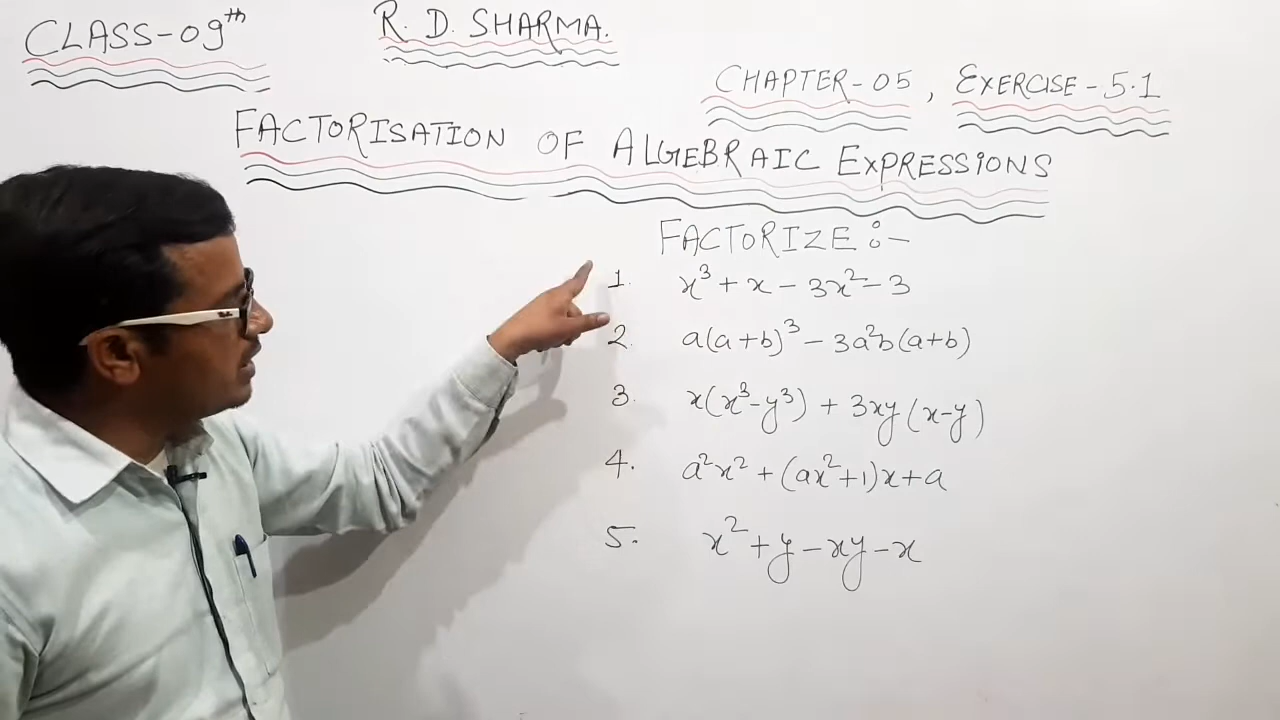 CLASS-09th
R. D. SHARMA.
CHAPTER-05, EXERCISE-5.1
FACTORISATION OF ALGEBRAIC EXPRESSIONS
FACTORIZE:-
1. x³ + x - 3x² - 3
2. a(a+b)³ - 3a²b(a+b)
3. x(x³-y³) + 3xy(x-y)
4. a²x² + (ax²+1)x+a
5. x²+y-xy-x